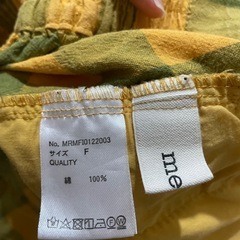 No. MRMFI0122003
サイズ F
QUALITY
綿 100%
me